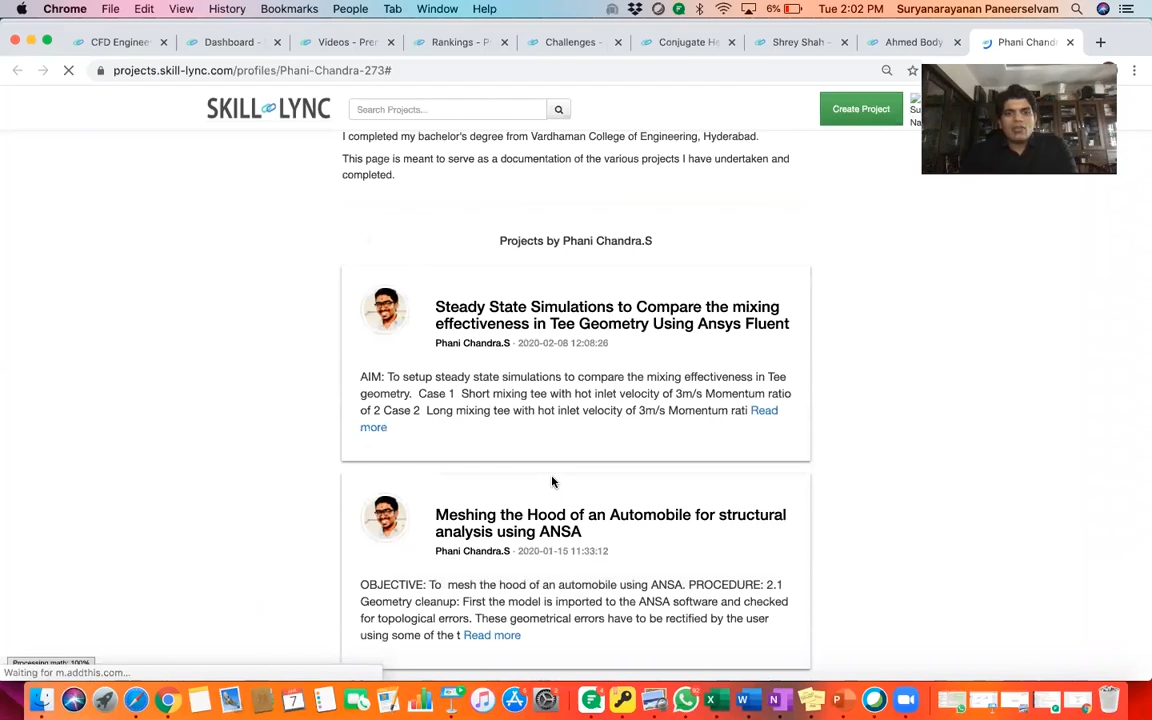 Chrome File Edit View History Bookmarks People Tab Window Help 6% Tue 2:02 PM Suryanarayanan Paneerselvam
CFD Enginee Dashboard - Videos - Pre Rankings - P Challenges - Conjugate He Shrey Shah - Ahmed Body Phani Chand
projects.skill-lync.com/profiles/Phani-Chandra-273#
SKILL LYNC Search Projects... Create Project Su
Na
I completed my bachelor's degree from Vardhaman College of Engineering, Hyderabad.
This page is meant to serve as a documentation of the various projects I have undertaken and
completed.
Projects by Phani Chandra.S
Steady State Simulations to Compare the mixing
effectiveness in Tee Geometry Using Ansys Fluent
Phani Chandra.S - 2020-02-08 12:08:26
AIM: To setup steady state simulations to compare the mixing effectiveness in Tee
geometry. Case 1 Short mixing tee with hot inlet velocity of 3m/s Momentum ratio
of 2 Case 2 Long mixing tee with hot inlet velocity of 3m/s Momentum rati Read
more
Meshing the Hood of an Automobile for structural
analysis using ANSA
Phani Chandra.S - 2020-01-15 11:33:12
OBJECTIVE: To mesh the hood of an automobile using ANSA. PROCEDURE: 2.1
Geometry cleanup: First the model is imported to the ANSA software and checked
for topological errors. These geometrical errors have to be rectified by the user
using some of the t Read more
Processing math: 100%
Waiting for m.addthis.com...
7